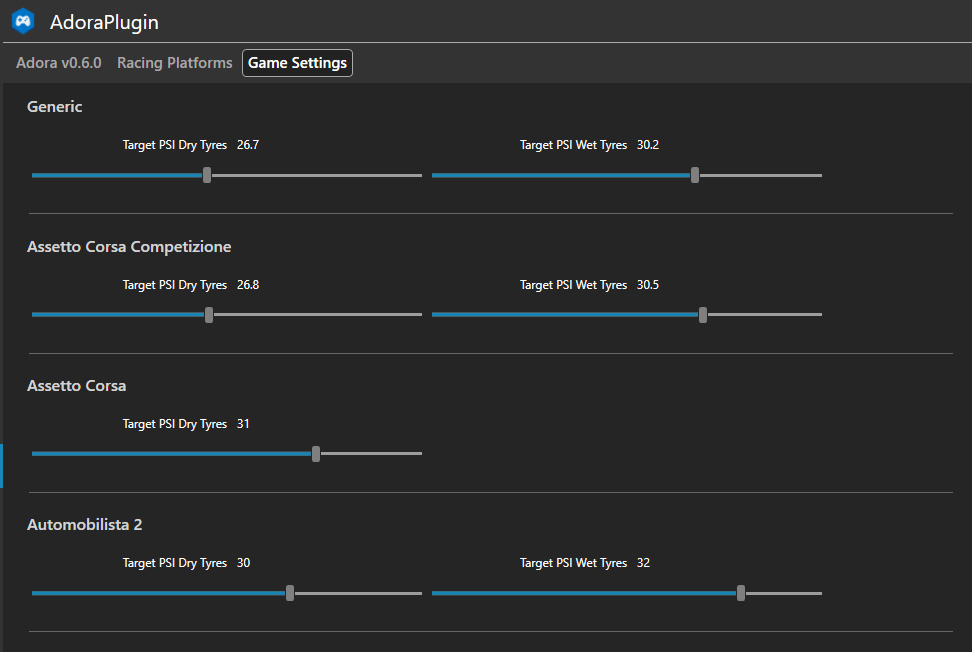 AdoraPlugin
Adora v0.6.0 Racing Platforms Game Settings
Generic
Target PSI Dry Tyres 26.7 Target PSI Wet Tyres 30.2
Assetto Corsa Competizione
Target PSI Dry Tyres 26.8 Target PSI Wet Tyres 30.5
Assetto Corsa
Target PSI Dry Tyres 31
Automobilista 2
Target PSI Dry Tyres 30 Target PSI Wet Tyres 32